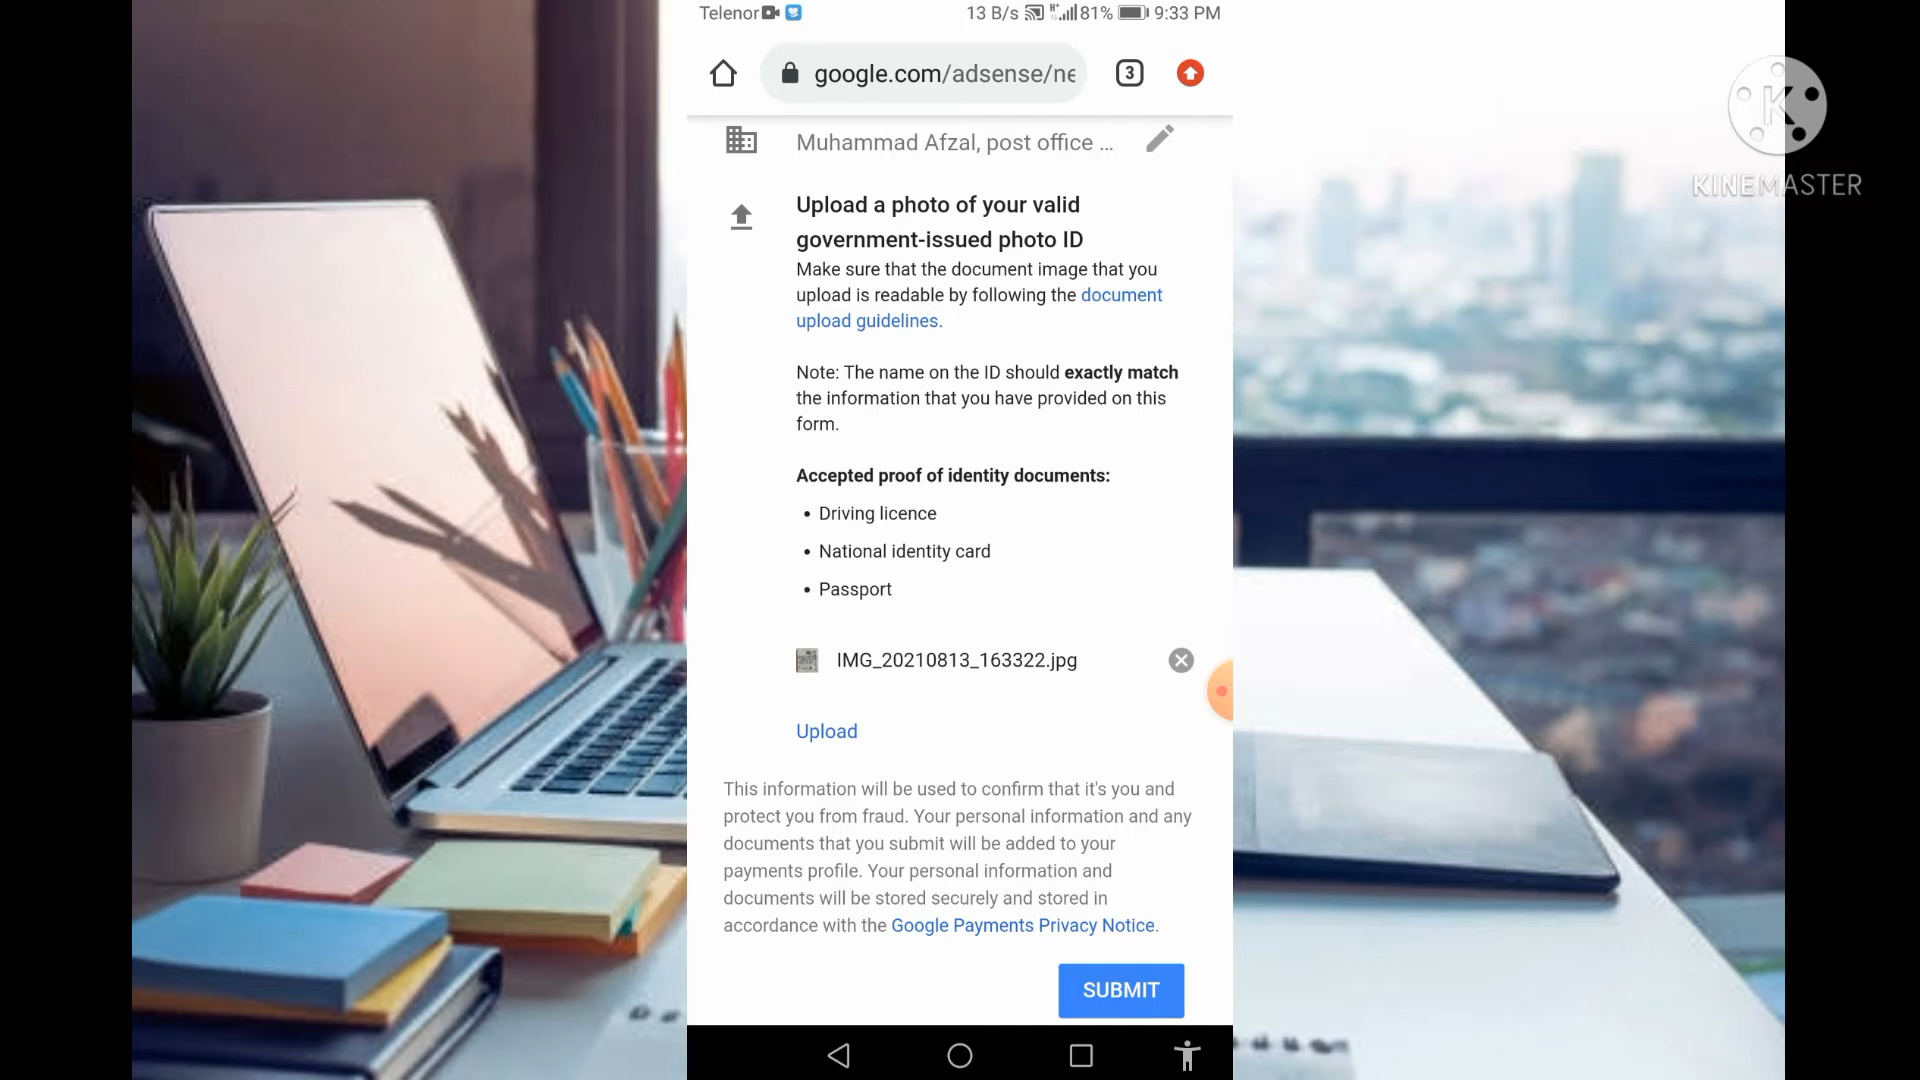 Telenor 13 B/s H+ 81% 9:33 PM
google.com/adsense/ne 3
Muhammad Afzal, post office ...
Upload a photo of your valid
government-issued photo ID
Make sure that the document image that you
upload is readable by following the document
upload guidelines.
Note: The name on the ID should exactly match
the information that you have provided on this
form.
Accepted proof of identity documents:
• Driving licence
• National identity card
• Passport
IMG_20210813_163322.jpg
Upload
This information will be used to confirm that it's you and
protect you from fraud. Your personal information and any
documents that you submit will be added to your
payments profile. Your personal information and
documents will be stored securely and stored in
accordance with the Google Payments Privacy Notice.
SUBMIT
K
KINEMASTER